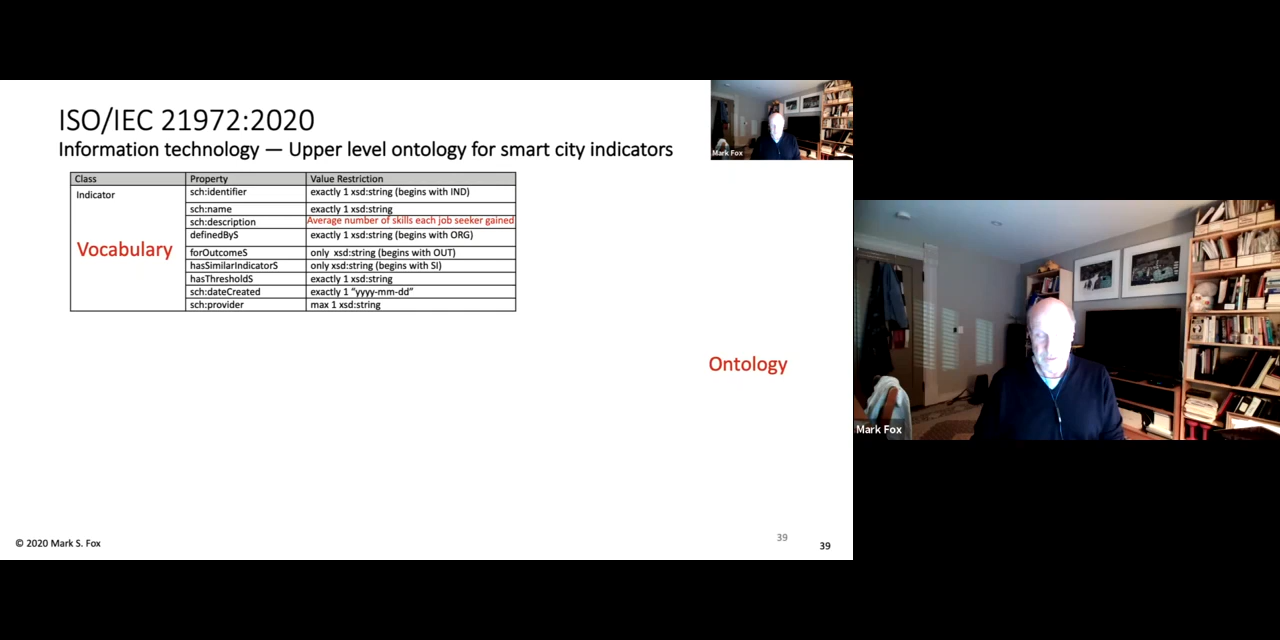 ISO/IEC 21972:2020
Information technology — Upper level ontology for smart city indicators
Class Property Value Restriction
Indicator sch:identifier exactly 1 xsd:string (begins with IND)
sch:name exactly 1 xsd:string
sch:description Average number of skills each job seeker gained
definedByS exactly 1 xsd:string (begins with ORG)
Vocabulary
forOutcomeS only xsd:string (begins with OUT)
hasSimilarIndicatorS only xsd:string (begins with SI)
hasThresholdS exactly 1 xsd:string
sch:dateCreated exactly 1 “yyyy-mm-dd”
sch:provider max 1 xsd:string
Ontology
© 2020 Mark S. Fox
39
39
Mark Fox
Mark Fox